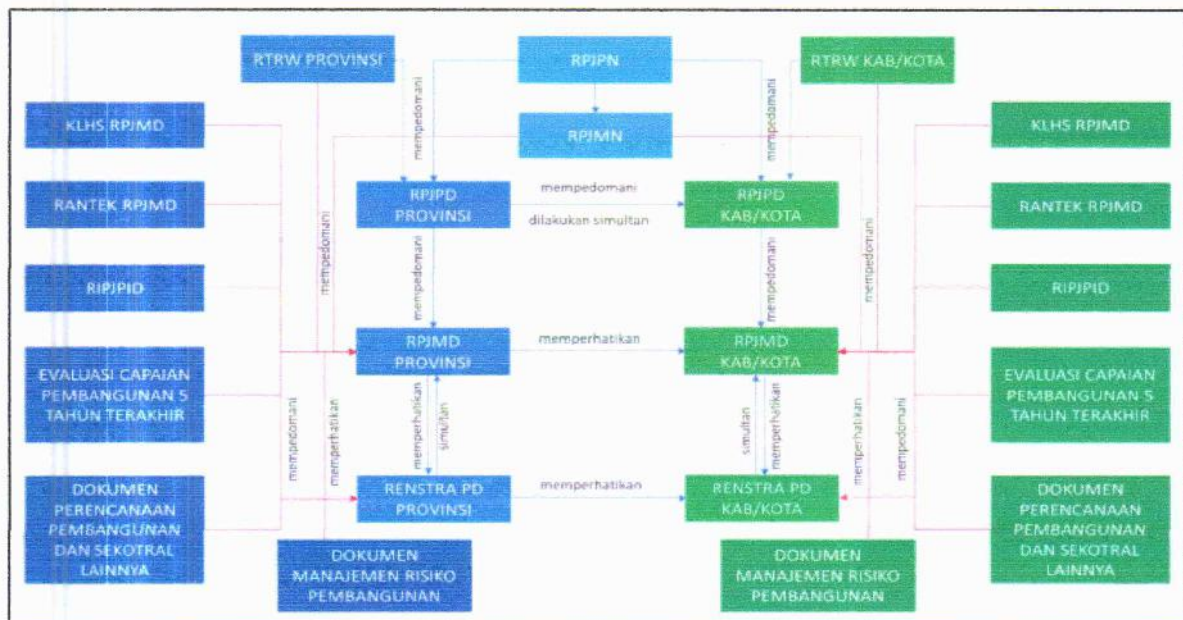 RTRW PROVINSI
RPJPN
RTRW KAB/KOTA
KLHS RPJMD
RPJMN
KLHS RPJMD
mempedomani
mempedomani
RANTEK RPJMD
RPJPD
PROVINSI
mempedomani
dilakukan simultan
RPJPD
KAB/KOTA
RANTEK RPJMD
mempedomani
mempedomani
mempedomani
mempedomani
RIPJPID
RIPJPID
RPJMD
PROVINSI
memperhatikan
RPJMD
KAB/KOTA
EVALUASI CAPAIAN
PEMBANGUNAN 5
TAHUN TERAKHIR
EVALUASI CAPAIAN
PEMBANGUNAN 5
TAHUN TERAKHIR
mempedomani
memperhatikan
memperhatikan
simultan
simultan
memperhatikan
memperhatikan
mempedomani
RENSTRA PD
PROVINSI
memperhatikan
RENSTRA PD
KAB/KOTA
DOKUMEN
PERENCANAAN
PEMBANGUNAN
DAN SEKOTRAL
LAINNYA
DOKUMEN
MANAJEMEN RISIKO
PEMBANGUNAN
DOKUMEN
MANAJEMEN RISIKO
PEMBANGUNAN
DOKUMEN
PERENCANAAN
PEMBANGUNAN
DAN SEKOTRAL
LAINNYA